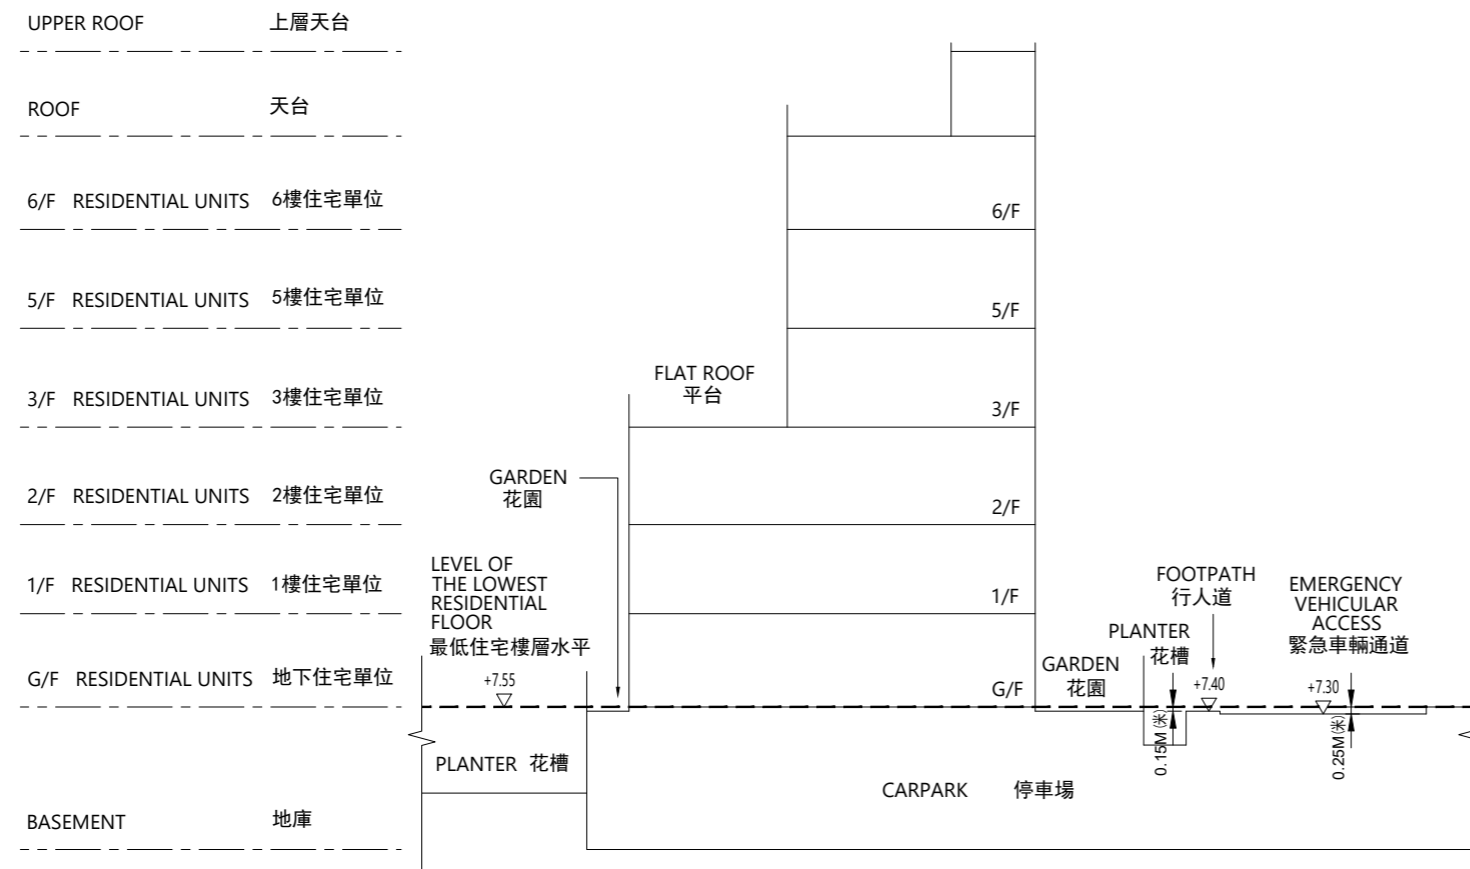 UPPER ROOF 上層天台
ROOF 天台
6/F RESIDENTIAL UNITS 6樓住宅單位
6/F
5/F RESIDENTIAL UNITS 5樓住宅單位
5/F
FLAT ROOF
平台
3/F RESIDENTIAL UNITS 3樓住宅單位
3/F
GARDEN
花園
2/F RESIDENTIAL UNITS 2樓住宅單位
2/F
LEVEL OF
THE LOWEST
RESIDENTIAL
FLOOR
最低住宅樓層水平
+7.55
1/F RESIDENTIAL UNITS 1樓住宅單位
1/F
FOOTPATH
行人道
EMERGENCY
VEHICULAR
ACCESS
緊急車輛通道
PLANTER
花槽
GARDEN
花園
G/F RESIDENTIAL UNITS 地下住宅單位
G/F
+7.40
+7.30
0.15M (米)
0.25M (米)
PLANTER 花槽
CARPARK 停車場
BASEMENT 地庫